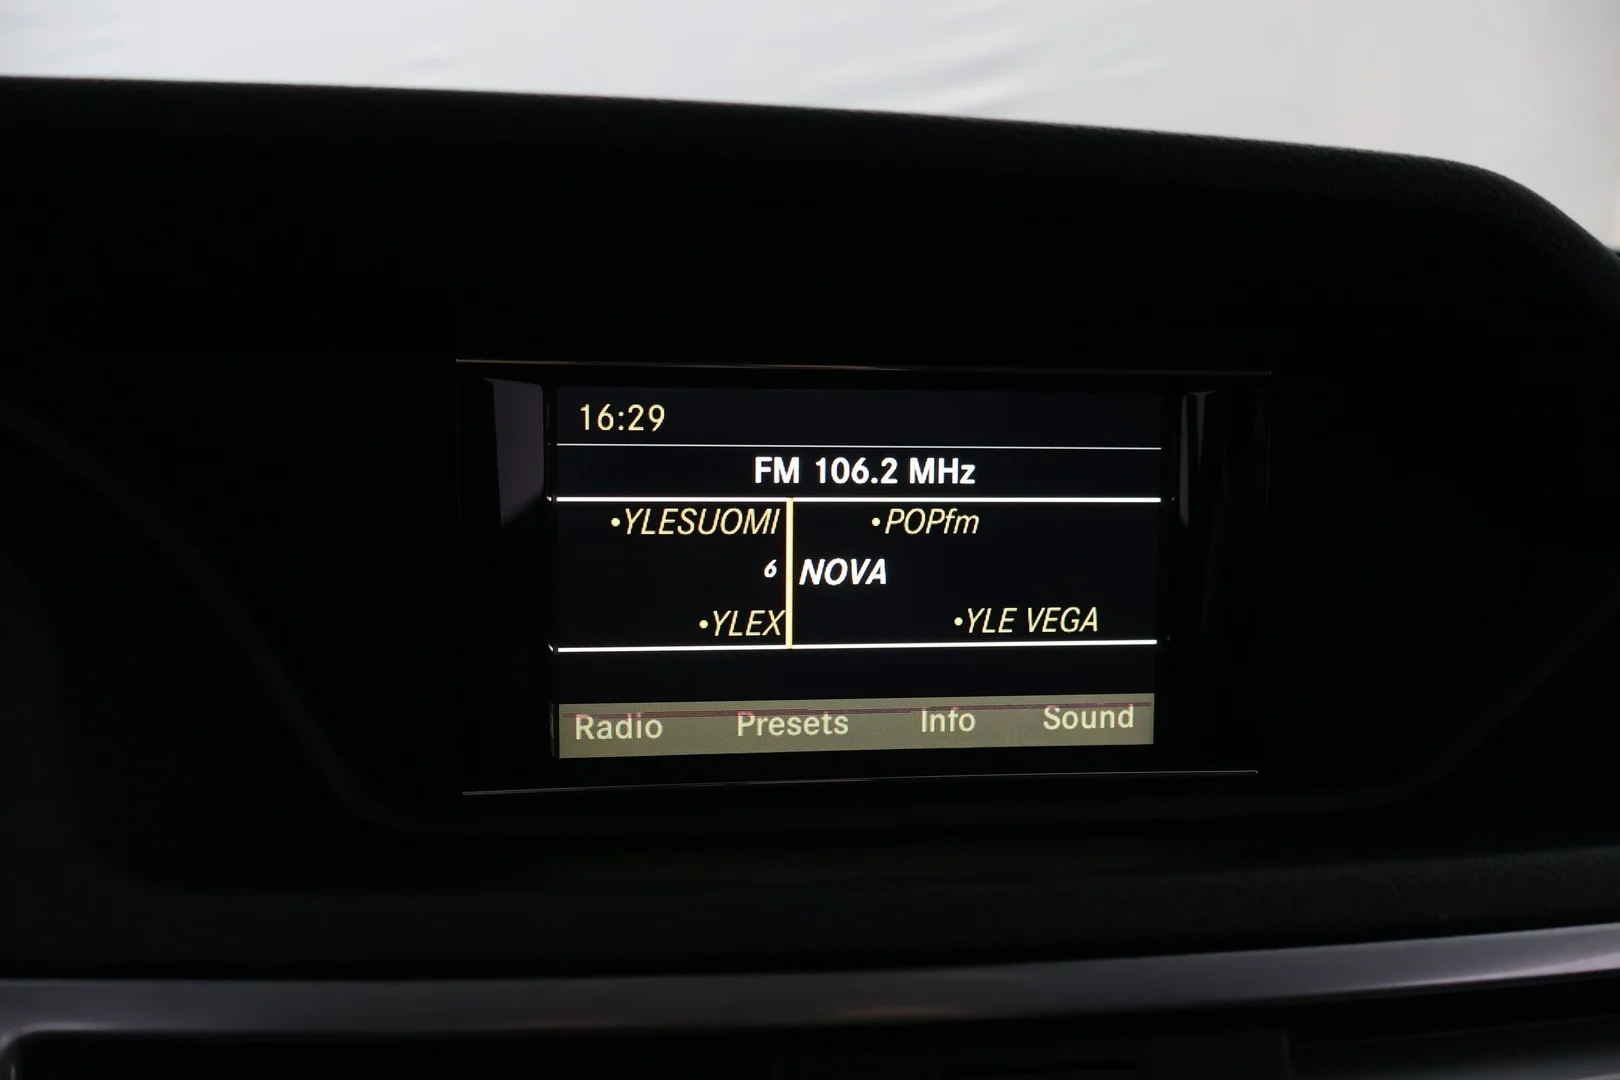 16:29
FM 106.2 MHz
•YLESUOMI •POPfm
6 NOVA
•YLEX •YLE VEGA
Radio Presets Info Sound